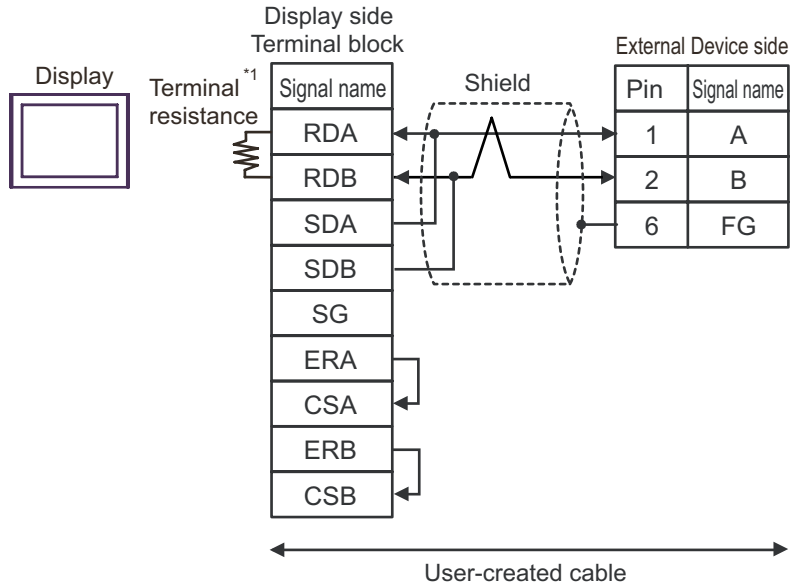 Display side
Terminal block
External Device side
Display
Terminal *1
resistance
Shield
Signal name
RDA
RDB
SDA
SDB
SG
ERA
CSA
ERB
CSB
Pin Signal name
1 A
2 B
6 FG
User-created cable